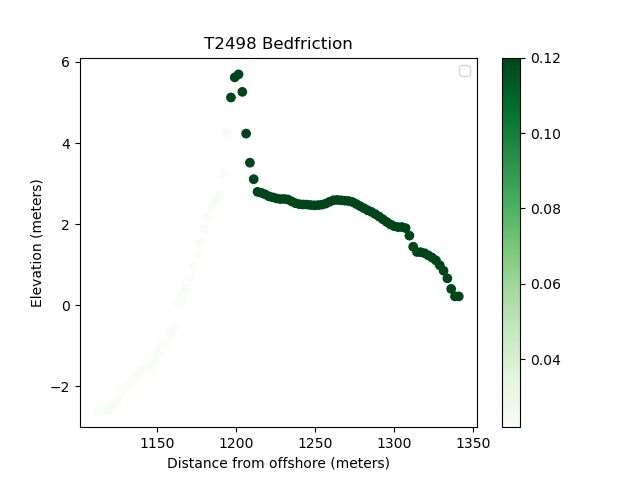 T2498 Bedfriction
6
4
2
0
−2
Elevation (meters)
1150 1200 1250 1300 1350
Distance from offshore (meters)
0.12
0.10
0.08
0.06
0.04